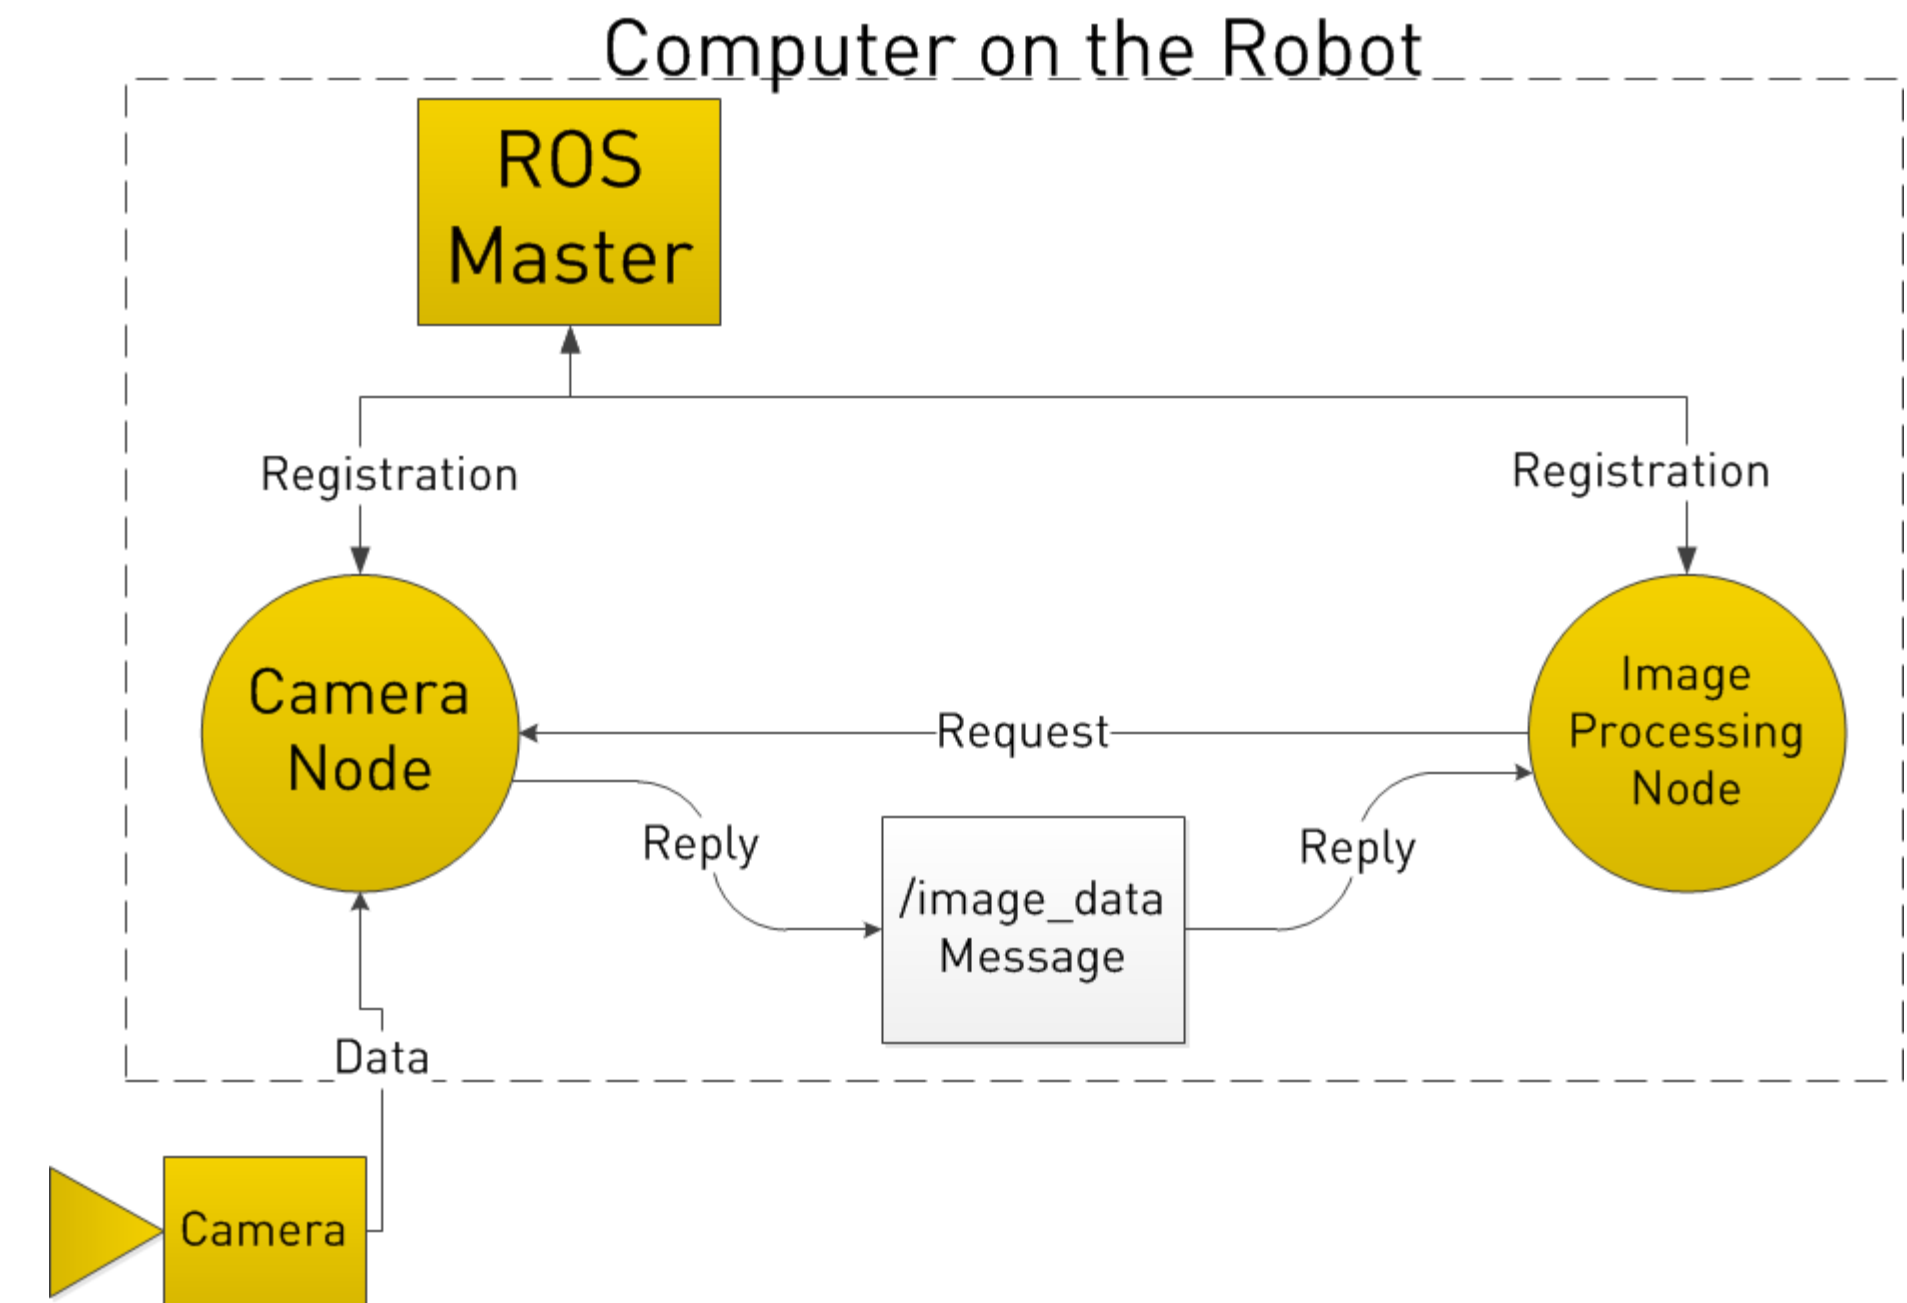 Computer on the Robot
ROS
Master
Registration
Registration
Camera
Node
Request
Image
Processing
Node
Reply
Reply
/image_data
Message
Data
Camera